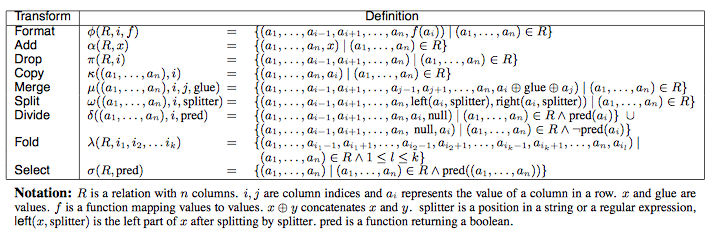 Transform Definition
Format ϕ(R, i, f) = {(a₁, . . . , aᵢ₋₁, aᵢ₊₁, . . . , aₙ, f(aᵢ)) | (a₁, . . . , aₙ) ∈ R}
Add α(R, x) = {(a₁, . . . , aₙ, x) | (a₁, . . . , aₙ) ∈ R}
Drop π(R, i) = {(a₁, . . . , aᵢ₋₁, aᵢ₊₁, . . . , aₙ) | (a₁, . . . , aₙ) ∈ R}
Copy κ((a₁, . . . , aₙ), i) = {(a₁, . . . , aₙ, aᵢ) | (a₁, . . . , aₙ) ∈ R}
Merge μ((a₁, . . . , aₙ), i, j, glue) = {(a₁, . . . , aᵢ₋₁, aᵢ₊₁, . . . , aⱼ₋₁, aⱼ₊₁, . . . , aₙ, aᵢ ⊕ glue ⊕ aⱼ) | (a₁, . . . , aₙ) ∈ R}
Split ω((a₁, . . . , aₙ), i, splitter) = {(a₁, . . . , aᵢ₋₁, aᵢ₊₁, . . . , aₙ, left(aᵢ, splitter), right(aᵢ, splitter)) | (a₁, . . . , aₙ) ∈ R}
Divide δ((a₁, . . . , aₙ), i, pred) = {(a₁, . . . , aᵢ₋₁, aᵢ₊₁, . . . , aₙ, aᵢ, null) | (a₁, . . . , aₙ) ∈ R ∧ pred(aᵢ)} ∪
{(a₁, . . . , aᵢ₋₁, aᵢ₊₁, . . . , aₙ, null, aᵢ) | (a₁, . . . , aₙ) ∈ R ∧ ¬pred(aᵢ)}
Fold λ(R, i₁, i₂, . . . iₖ) = {(a₁, . . . , aᵢ₁₋₁, aᵢ₁₊₁, . . . , aᵢ₂₋₁, aᵢ₂₊₁, . . . , aᵢₖ₋₁, aᵢₖ₊₁, . . . , aₙ, aᵢₗ) |
(a₁, . . . , aₙ) ∈ R ∧ 1 ≤ l ≤ k}
Select σ(R, pred) = {(a₁, . . . , aₙ) | (a₁, . . . , aₙ) ∈ R ∧ pred((a₁, . . . , aₙ))}
Notation: R is a relation with n columns. i, j are column indices and aᵢ represents the value of a column in a row. x and glue are
values. f is a function mapping values to values. x ⊕ y concatenates x and y. splitter is a position in a string or a regular expression,
left(x, splitter) is the left part of x after splitting by splitter. pred is a function returning a boolean.